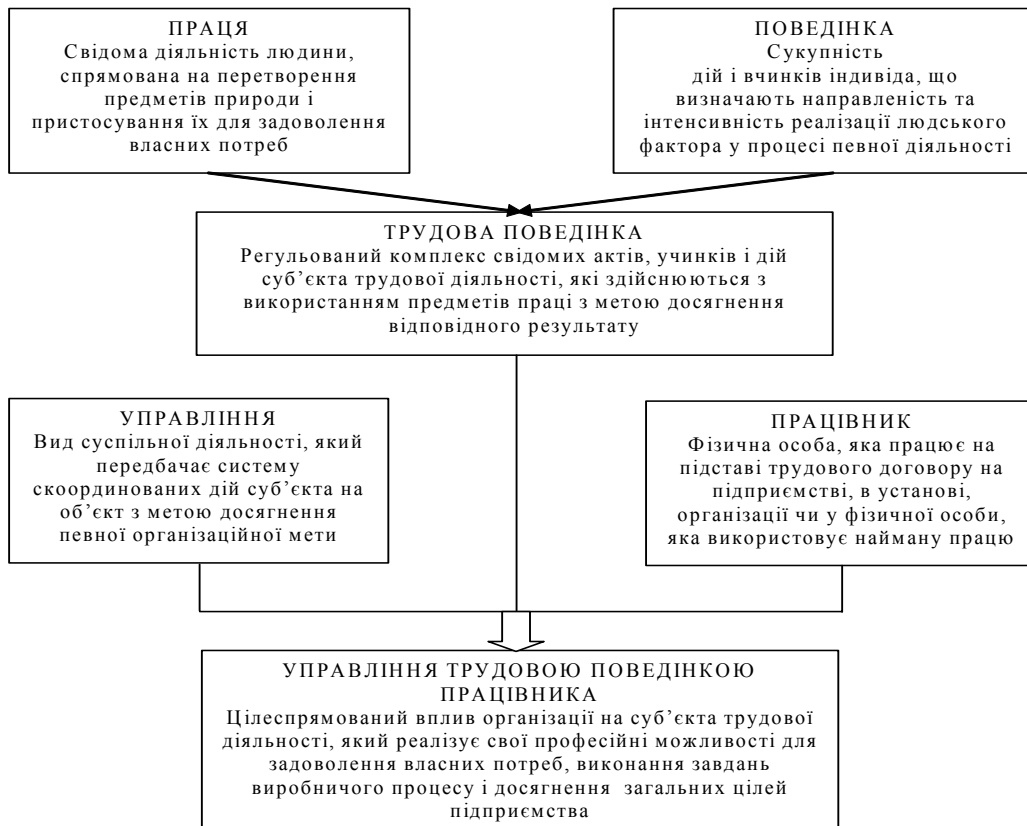 ПРАЦЯ
Свідома діяльність людини,
спрямована на перетворення
предметів природи і
пристосування їх для задоволення
власних потреб
ПОВЕДІНКА
Сукупність
дій і вчинків індивіда, що
визначають направленість та
інтенсивність реалізації людського
фактора у процесі певної діяльності
ТРУДОВА ПОВЕДІНКА
Регульований комплекс свідомих актів, учинків і дій
суб’єкта трудової діяльності, які здійснюються з
використанням предметів праці з метою досягнення
відповідного результату
УПРАВЛІННЯ
Вид суспільної діяльності, який
передбачає систему
скоординованих дій суб’єкта на
об’єкт з метою досягнення
певної організаційної мети
ПРАЦІВНИК
Фізична особа, яка працює на
підставі трудового договору на
підприємстві, в установі,
організації чи у фізичної особи,
яка використовує найману працю
УПРАВЛІННЯ ТРУДОВОЮ ПОВЕДІНКОЮ
ПРАЦІВНИКА
Цілеспрямований вплив організації на суб’єкта трудової
діяльності, який реалізує свої професійні можливості для
задоволення власних потреб, виконання завдань
виробничого процесу і досягнення загальних цілей
підприємства